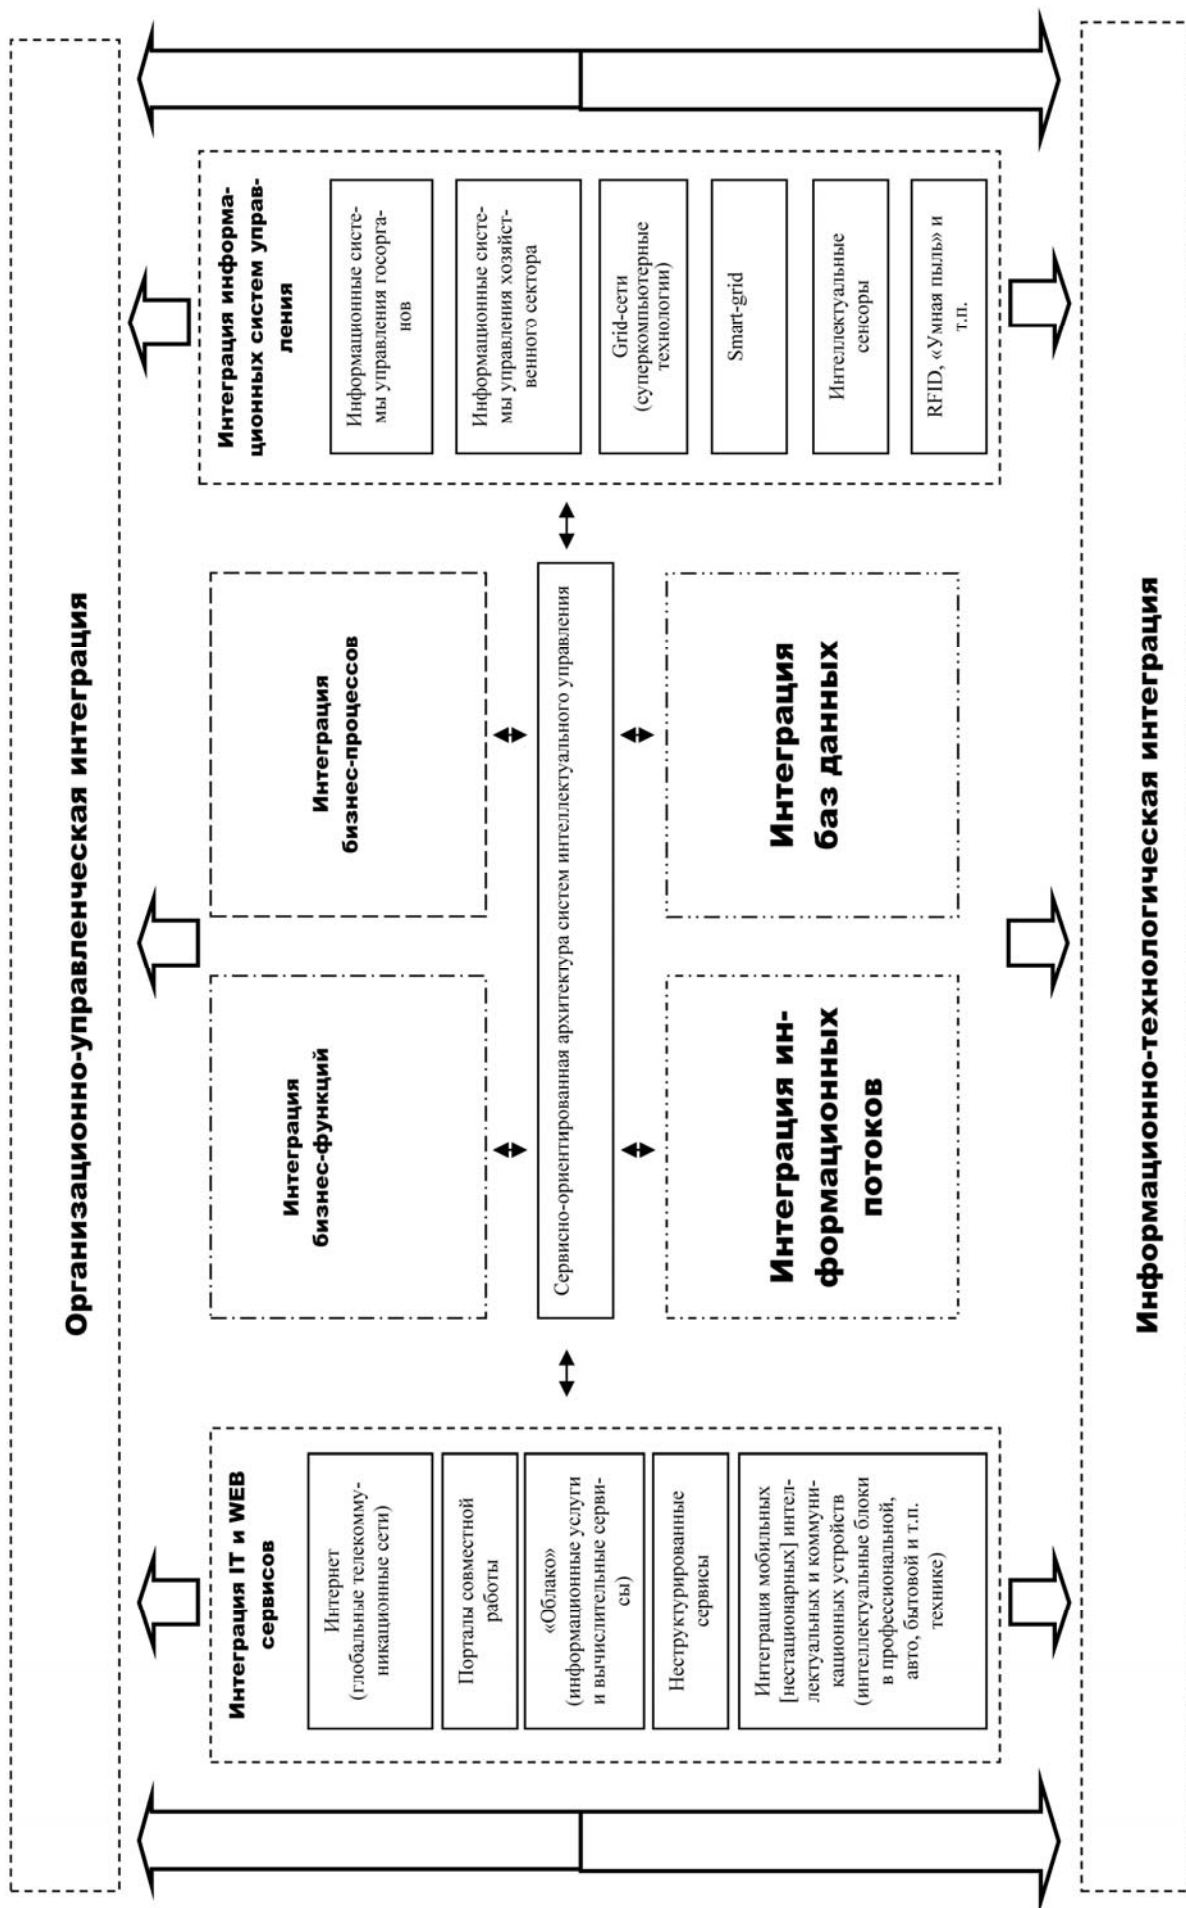 Организационно-управленческая интеграция
Интеграция IT и WEB
сервисов
Интернет
(глобальные телекомму-
никационные сети)
Порталы совместной
работы
«Облако»
(информационные услуги
и вычислительные серви-
сы)
Неструктурированные
сервисы
Интеграция мобильных
[нестационарных] интел-
лектуальных и коммуни-
кационных устройств
(интеллектуальные блоки
в профессиональной,
авто, бытовой и т.п.
технике)
Интеграция
бизнес-функций
Интеграция
бизнес-процессов
Сервисно-ориентированная архитектура систем интеллектуального управления
Интеграция ин-
формационных
потоков
Интеграция
баз данных
Интеграция информа-
ционных систем управ-
ления
Информационные систе-
мы управления госорга-
нов
Информационные систе-
мы управления хозяйст-
венного сектора
Grid-сети
(суперкомпьютерные
технологии)
Smart-grid
Интеллектуальные
сенсоры
RFID, «Умная пыль» и
т.п.
Информационно-технологическая интеграция